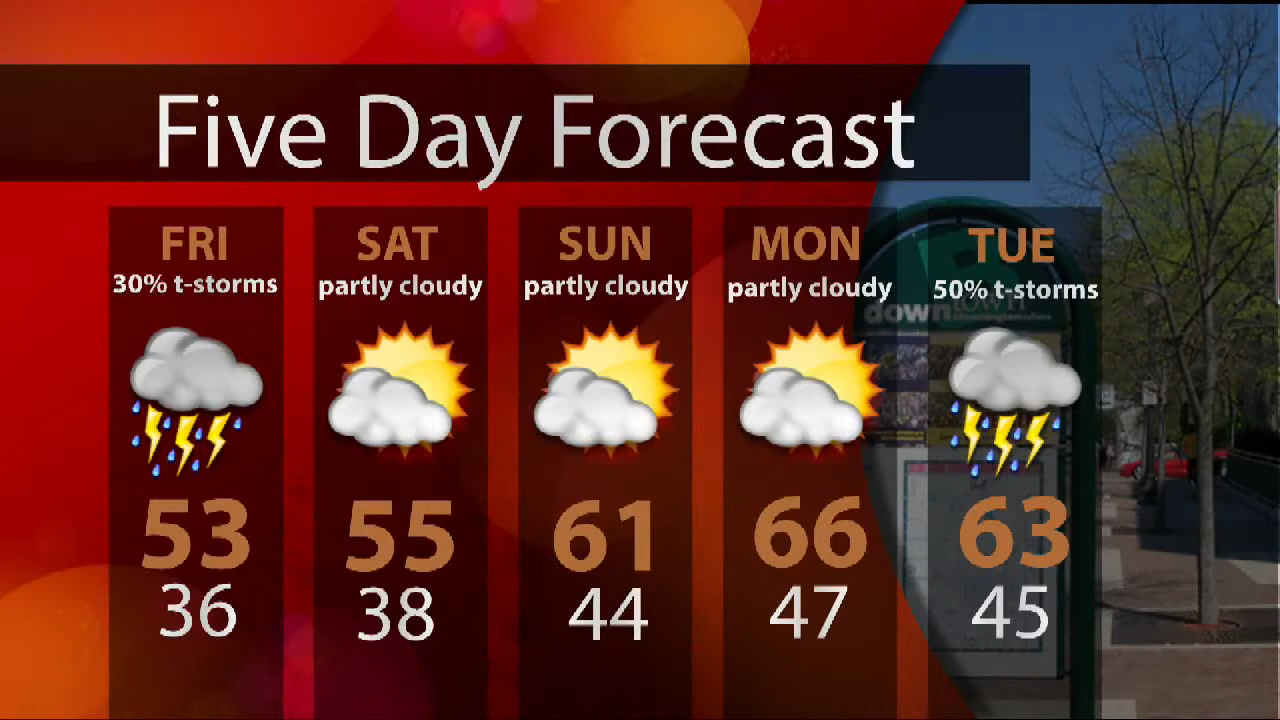 Five Day Forecast
FRI SAT SUN MON TUE
30% t-storms partly cloudy partly cloudy partly cloudy 50% t-storms
downtown
53 55 61 66 63
36 38 44 47 45